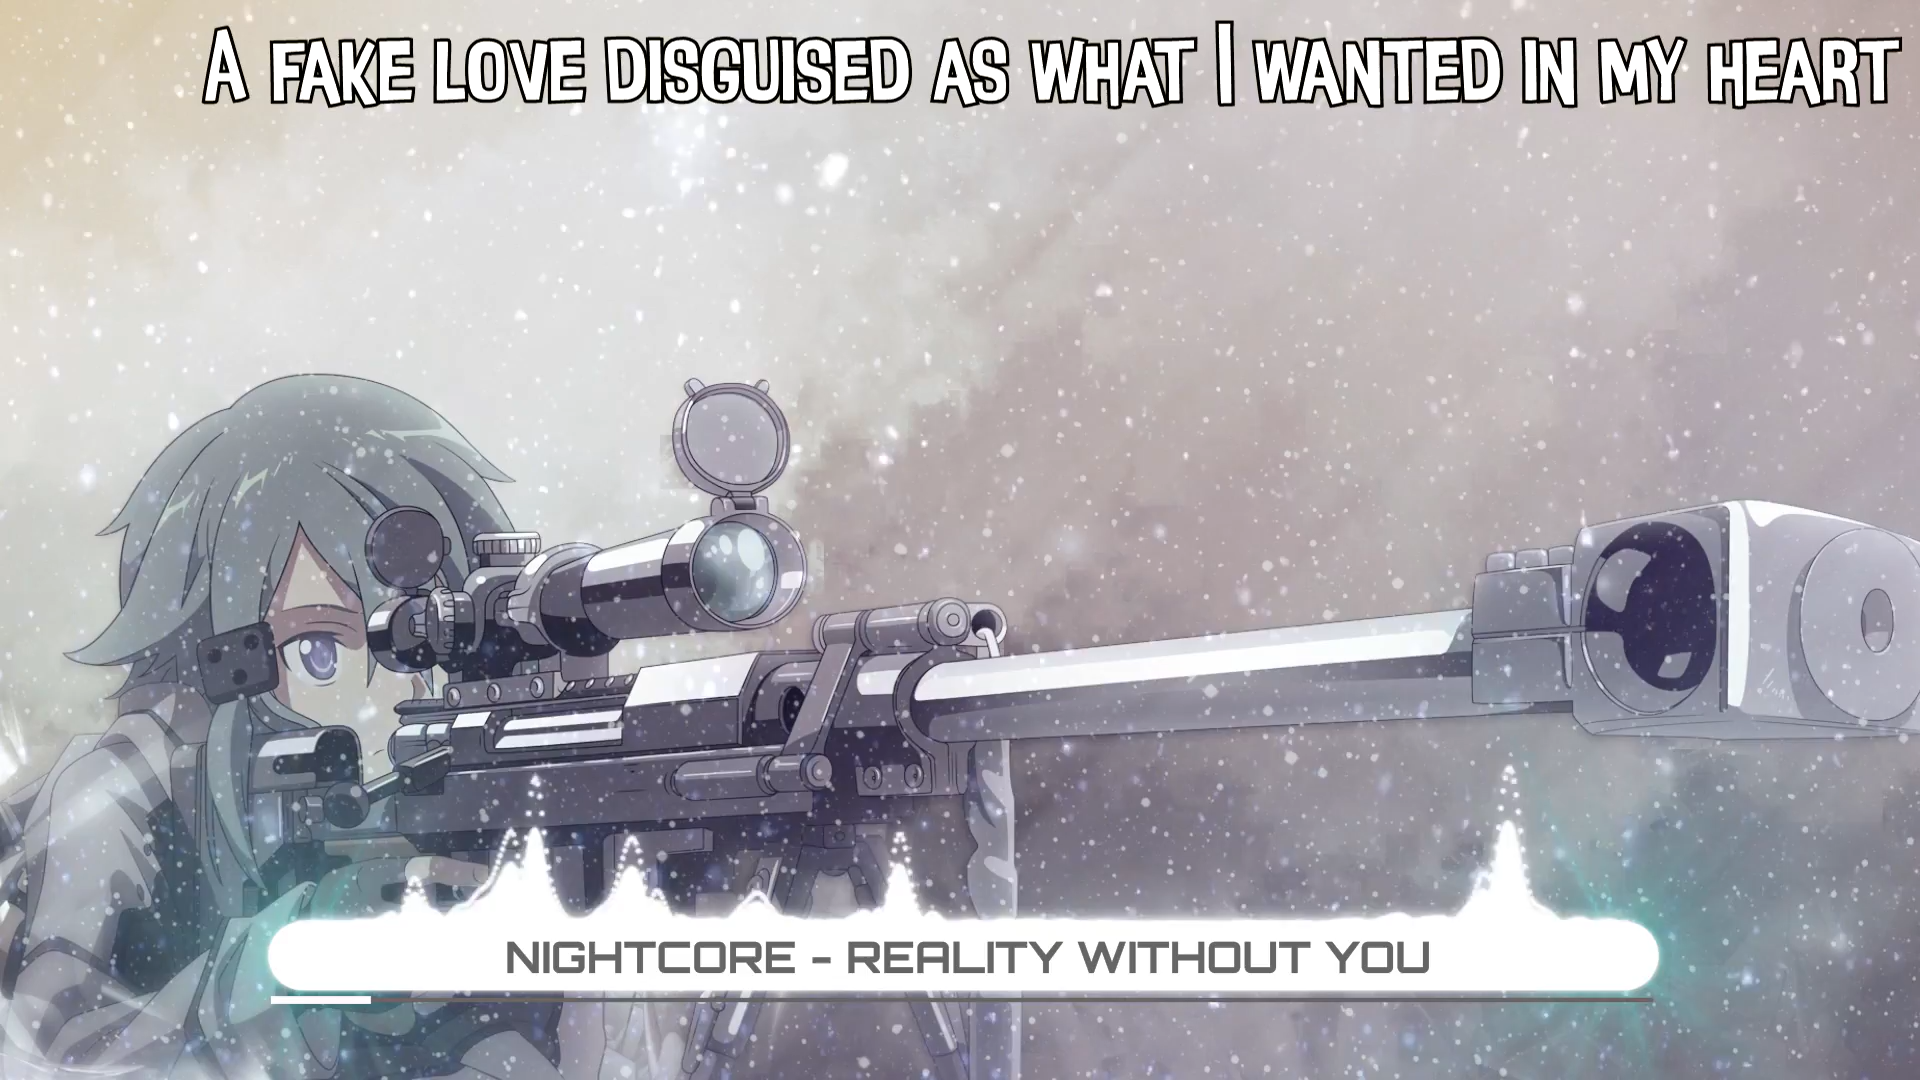 A FAKE LOVE DISGUISED AS WHAT I WANTED IN MY HEART
NIGHTCORE - REALITY WITHOUT YOU